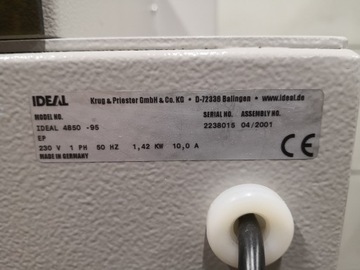 IDEAL Krug & Priester GmbH & Co. KG • D-72336 Balingen • www.ideal.de
MODEL NO. SERIAL NO. ASSEMBLY NO.
IDEAL 4850 -95 2238015 04/2001
EP
230 V 1 PH 50 HZ 1,42 KW 10,0 A
MADE IN GERMANY CE